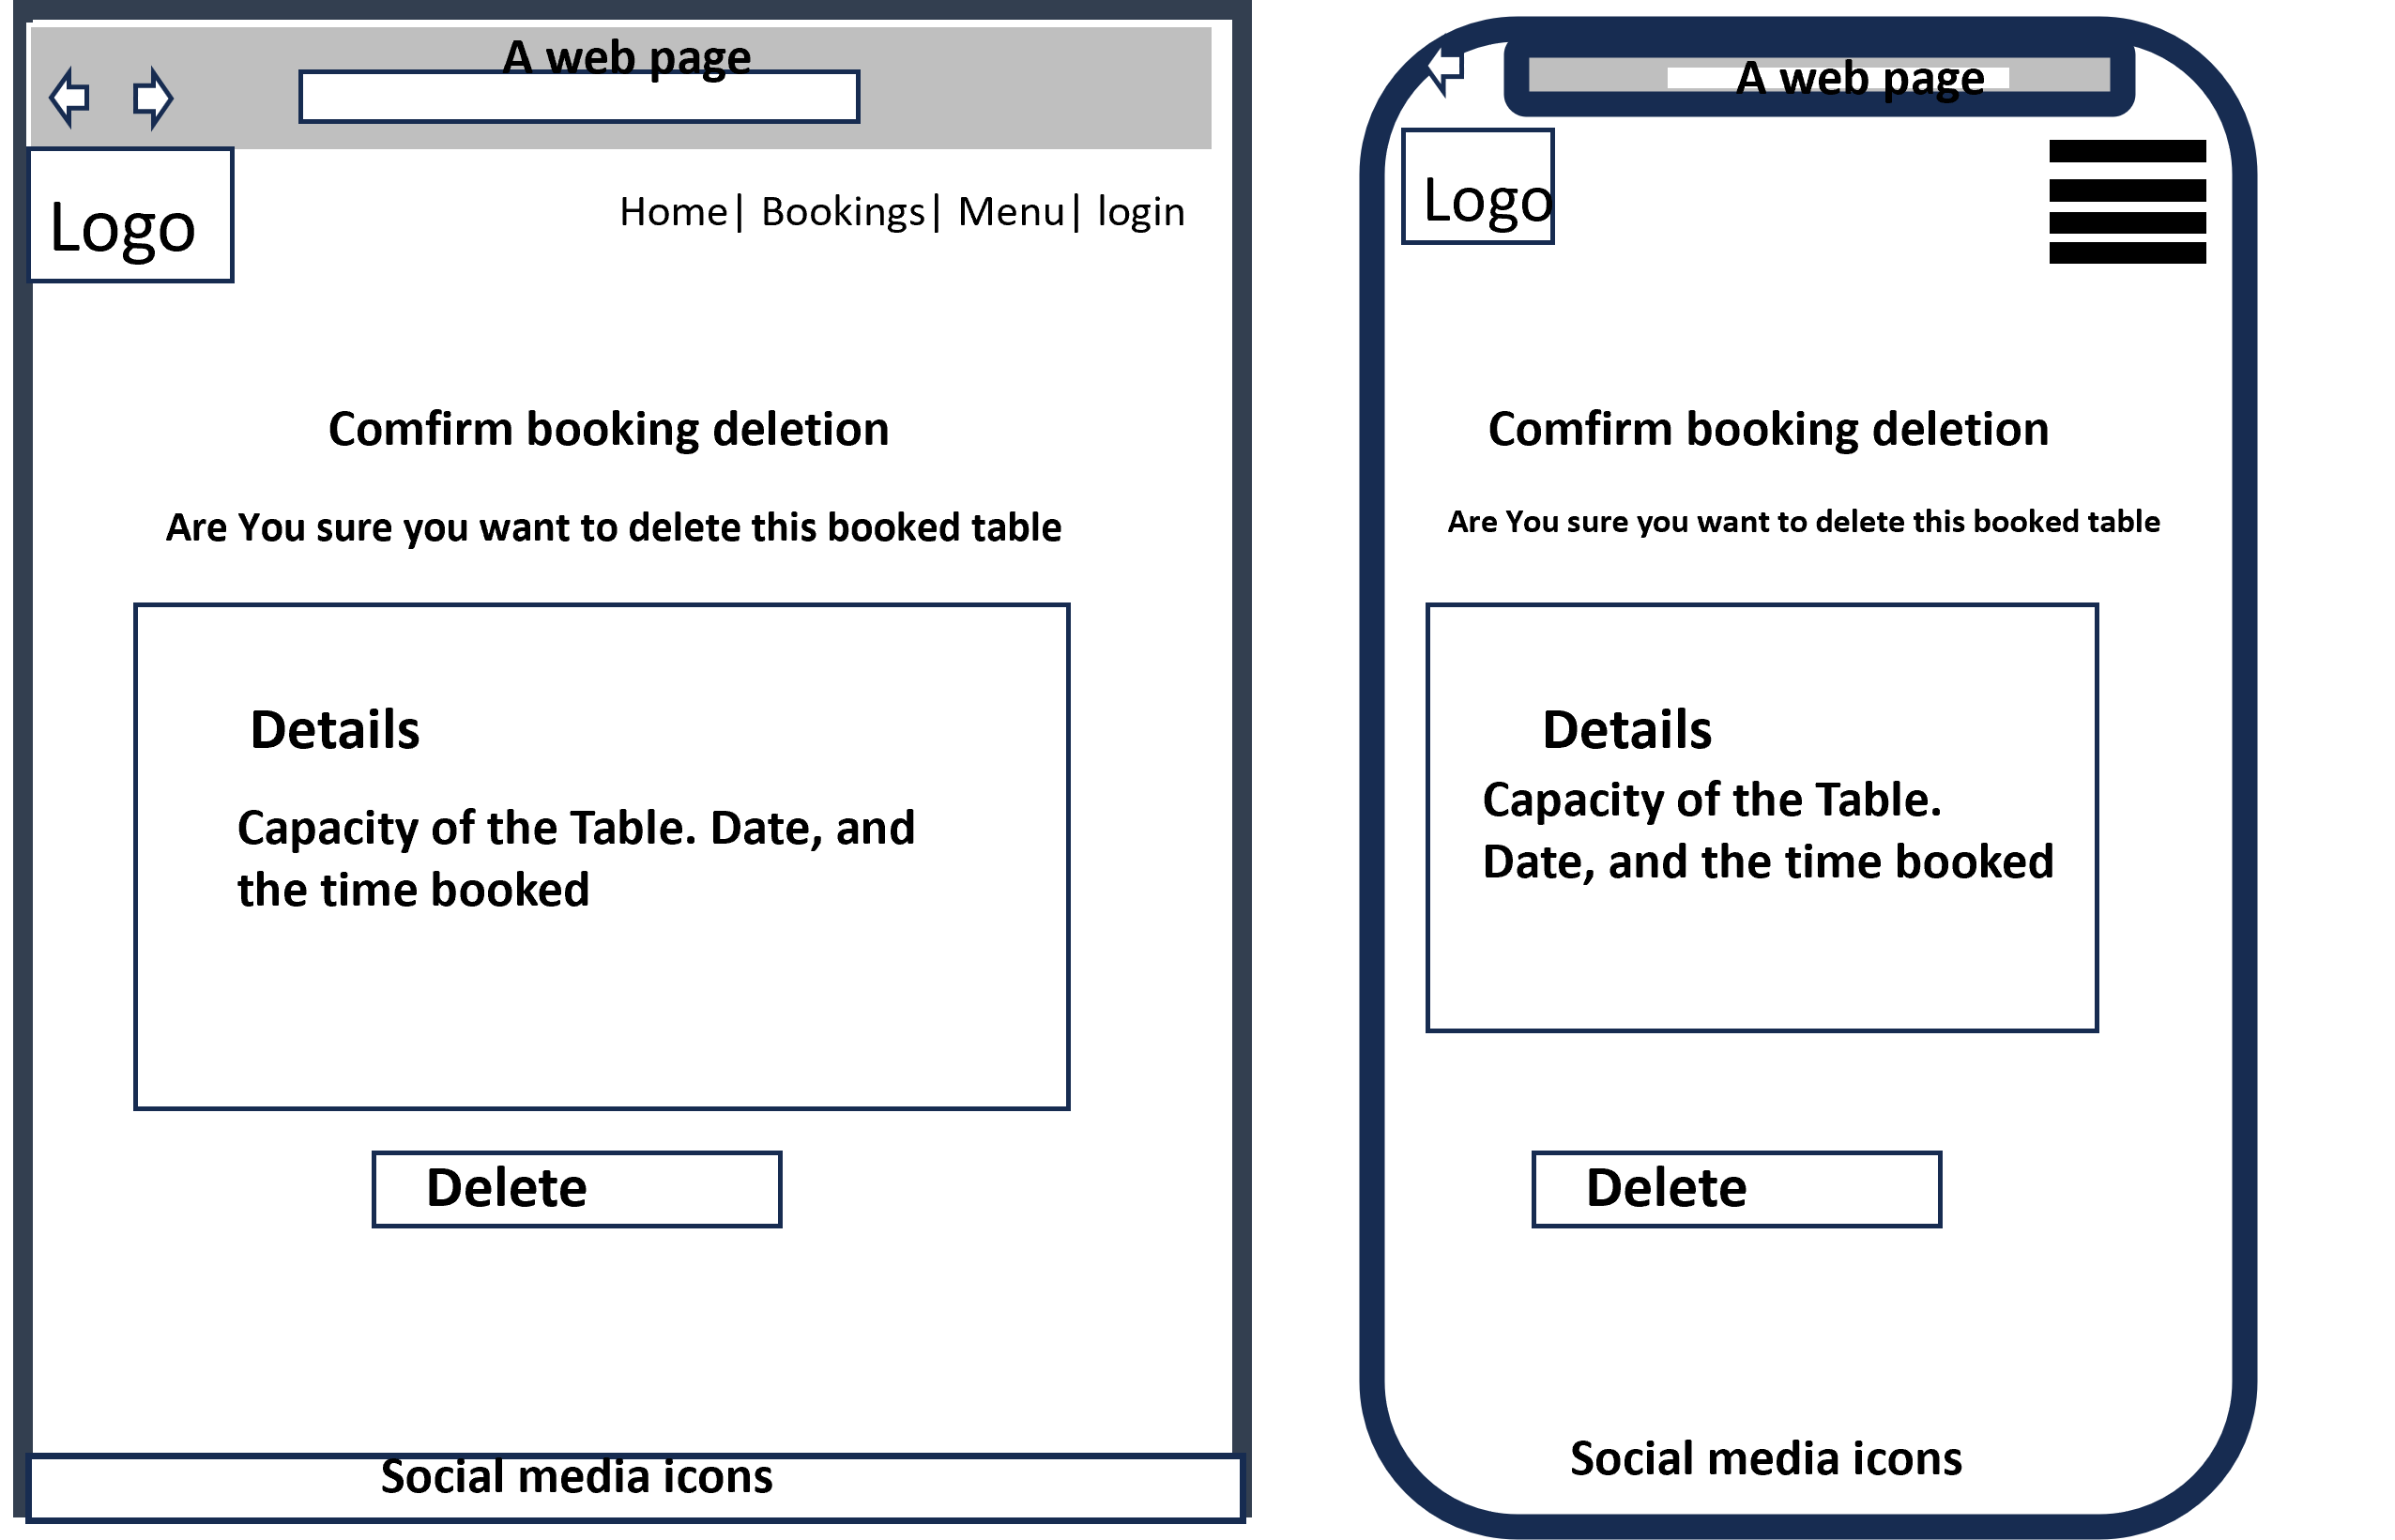 A web page
Logo
Home| Bookings| Menu| login
Comfirm booking deletion
Are You sure you want to delete this booked table
Details
Capacity of the Table. Date, and
the time booked
Delete
Social media icons
A web page
Logo
Comfirm booking deletion
Are You sure you want to delete this booked table
Details
Capacity of the Table.
Date, and the time booked
Delete
Social media icons